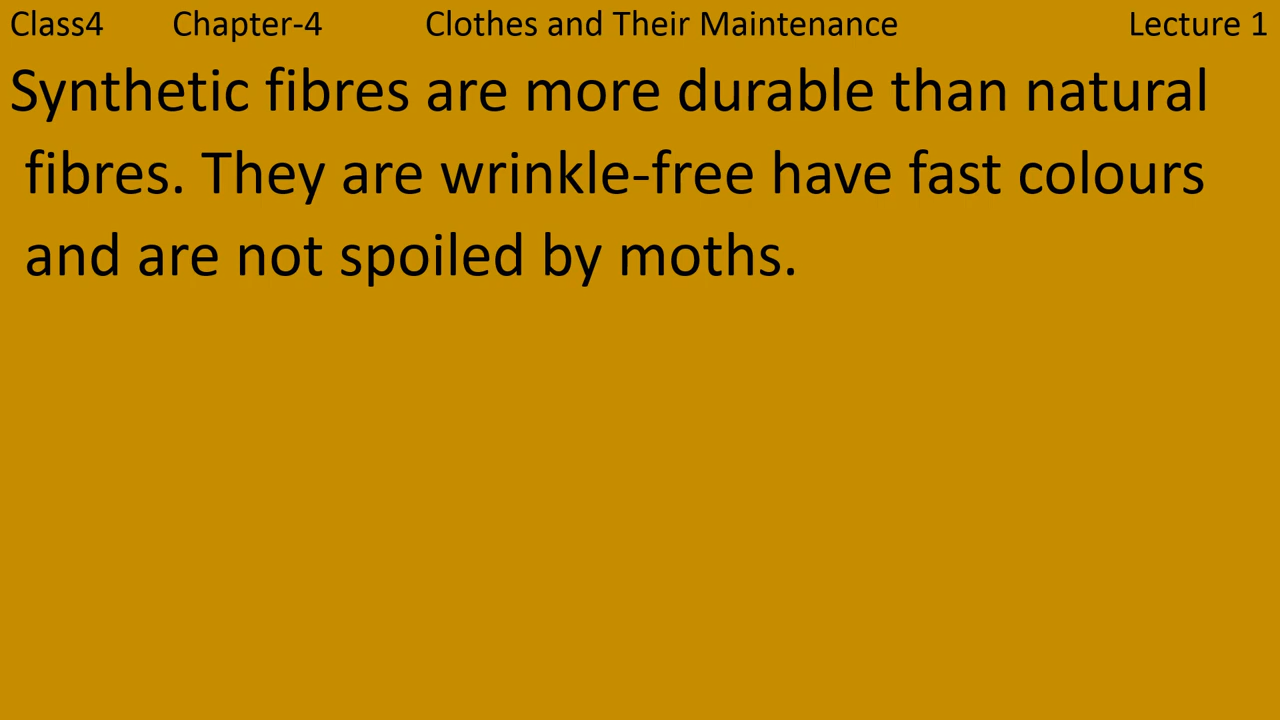 Class4 Chapter-4 Clothes and Their Maintenance Lecture 1
Synthetic fibres are more durable than natural
fibres. They are wrinkle-free have fast colours
and are not spoiled by moths.